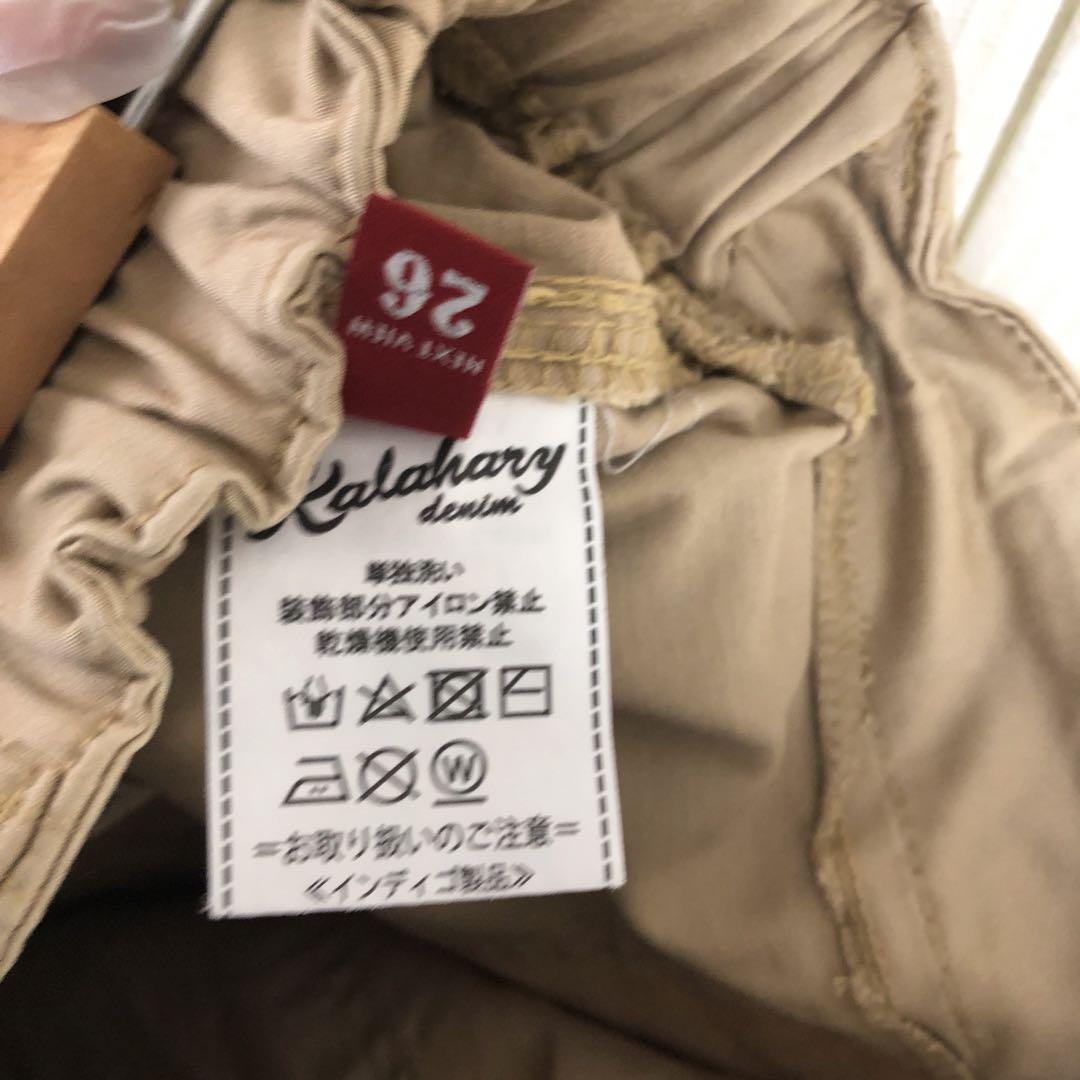 26
NEXT VIEW
Kalahary
denim
単独洗い
装飾部分アイロン禁止
乾燥機使用禁止
W
=お取り扱いのご注意=
《インディゴ製品》